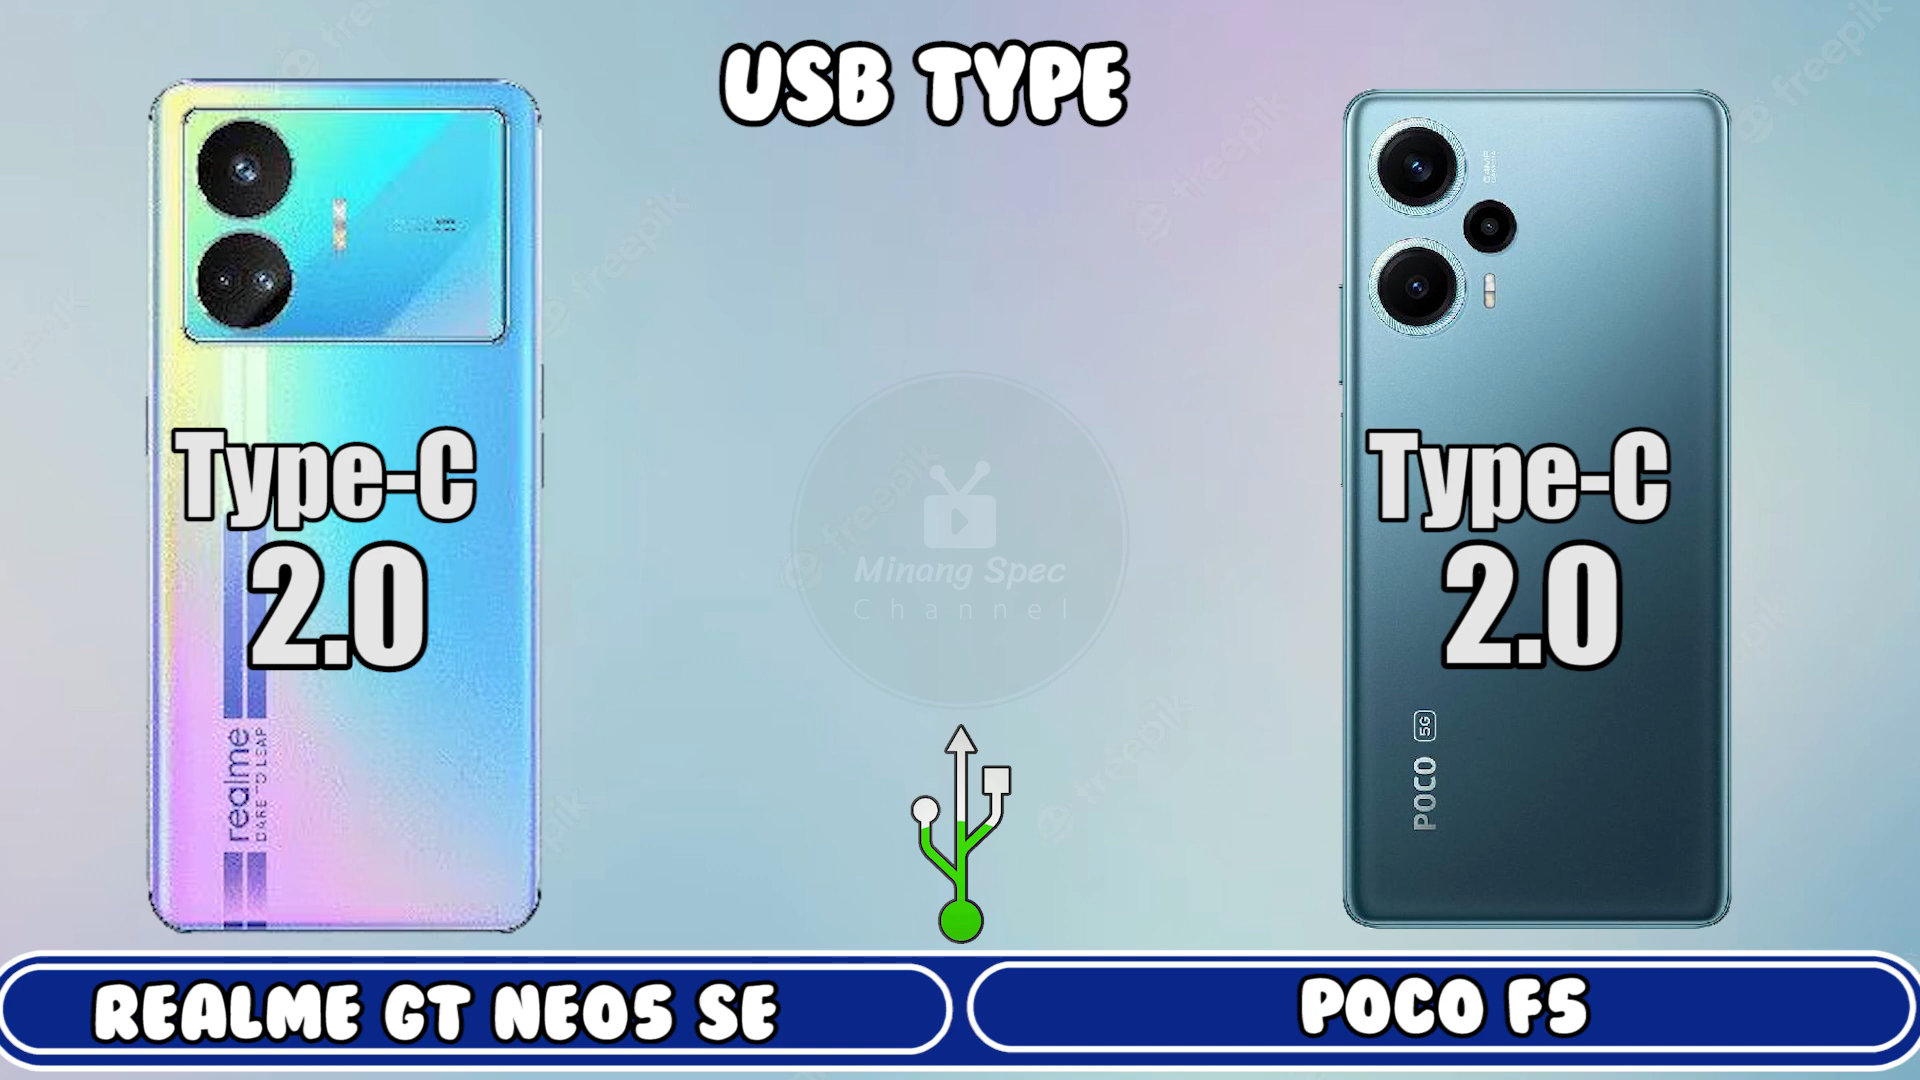 USB TYPE
Type-C
2.0
Type-C
2.0
realme
DARE TO LEAP
POCO 5G
Minang Spec
Channel
REALME GT NEO5 SE
POCO F5
freepik